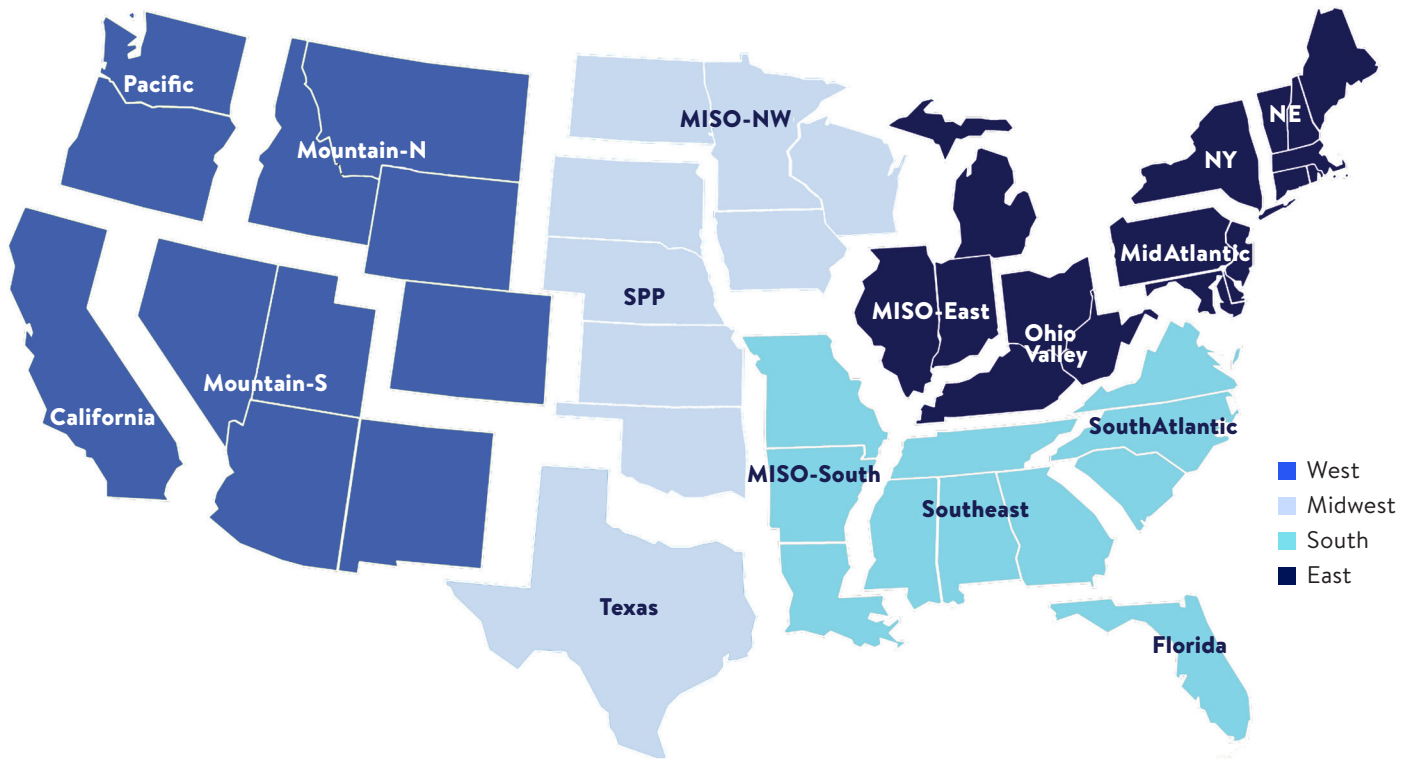 Pacific
Mountain-N
MISO-NW
NE
NY
MidAtlantic
SPP
MISO-East
Ohio
Valley
Mountain-S
California
SouthAtlantic
MISO-South
Southeast
Texas
Florida
West
Midwest
South
East